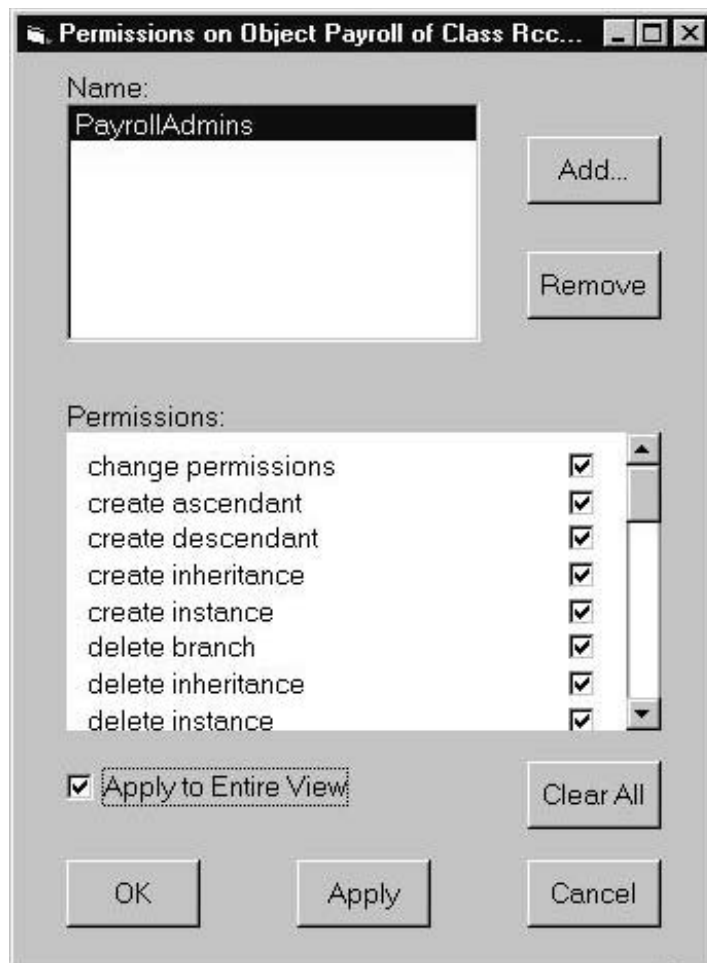 Permissions on Object Payroll of Class Rcc...
Name:
PayrollAdmins
Add...
Remove
Permissions:
change permissions
create ascendant
create descendant
create inheritance
create instance
delete branch
delete inheritance
delete instance
Apply to Entire View
Clear All
OK
Apply
Cancel